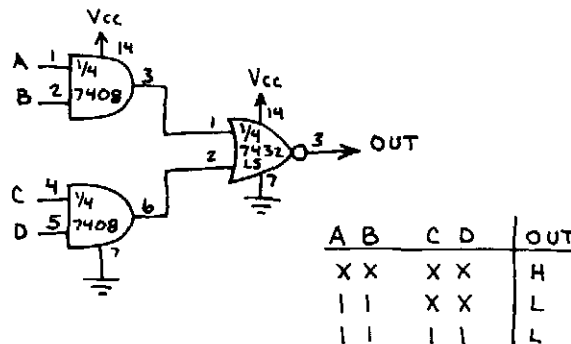 Vcc
14
A 1
1/4
7408
3
B 2
Vcc
14
1
1/4
7432
LS
2
3
OUT
7
C 4
1/4
7408
6
D 5
7
A B C D OUT
X X X X H
1 1 X X L
1 1 1 1 L